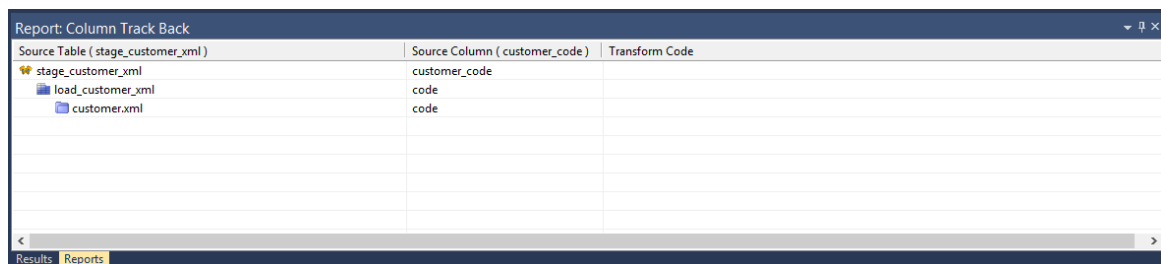 Report: Column Track Back
Source Table ( stage_customer_xml ) Source Column ( customer_code ) Transform Code
stage_customer_xml customer_code
load_customer_xml code
customer.xml code
Results Reports